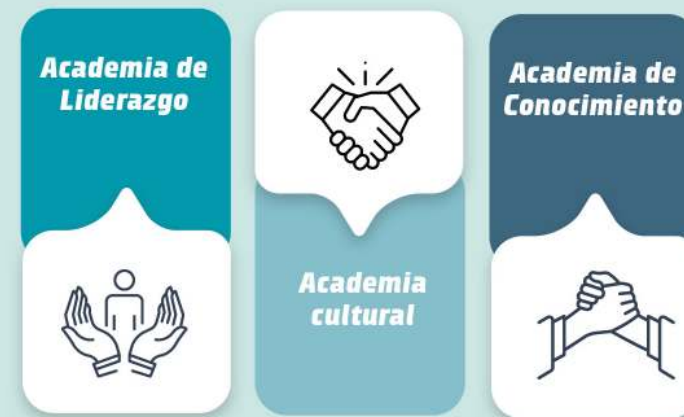 Academia de
Liderazgo
Academia
cultural
Academia de
Conocimiento